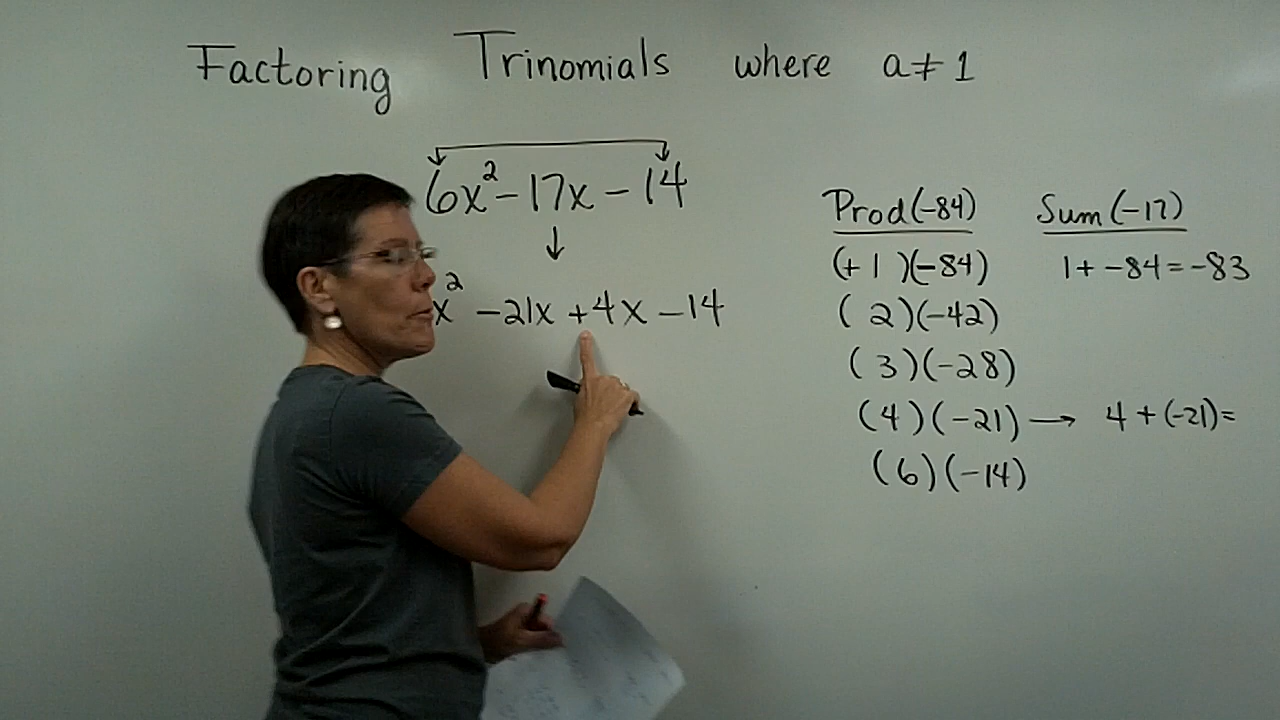 Factoring Trinomials where a ≠ 1
6x² - 17x - 14
↓
x² - 21x + 4x - 14
Prod(-84) Sum(-17)
(+1)(-84) 1 + -84 = -83
(2)(-42)
(3)(-28)
(4)(-21) → 4 + (-21) =
(6)(-14)